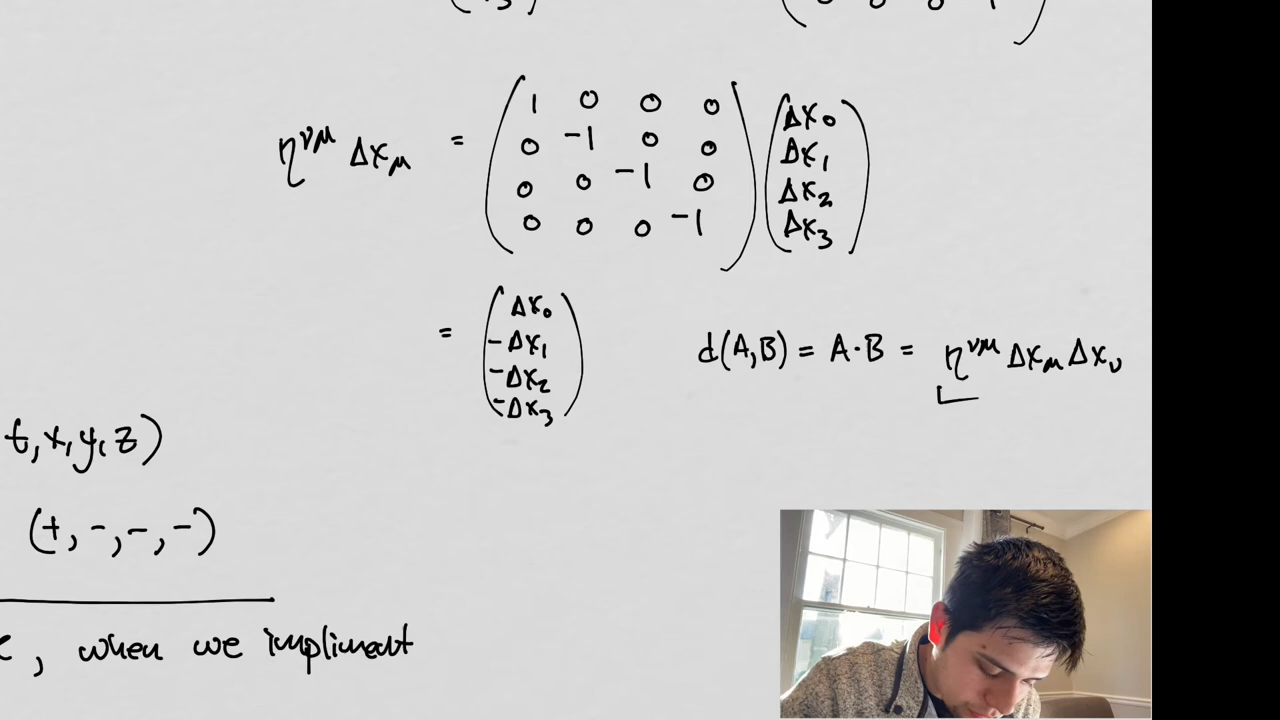 η^{νμ} Δx_μ = ( 1 0 0 0 ) ( Δx_0 )
0 -1 0 0 Δx_1
0 0 -1 0 Δx_2
0 0 0 -1 Δx_3
= ( Δx_0 )
-Δx_1
-Δx_2
-Δx_3
d(A,B) = A·B = η^{νμ} Δx_μ Δx_ν
t, x, y, z)
(+, -, -, -)
, when we impliment